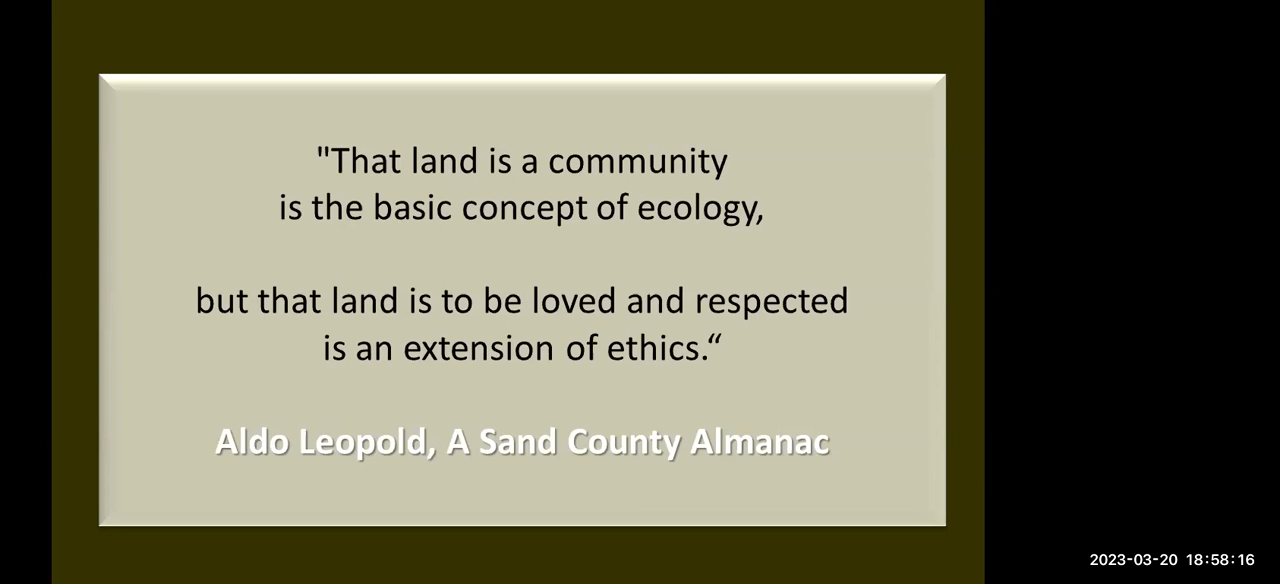 "That land is a community
is the basic concept of ecology,
but that land is to be loved and respected
is an extension of ethics.“
Aldo Leopold, A Sand County Almanac
2023-03-20 18:58:16